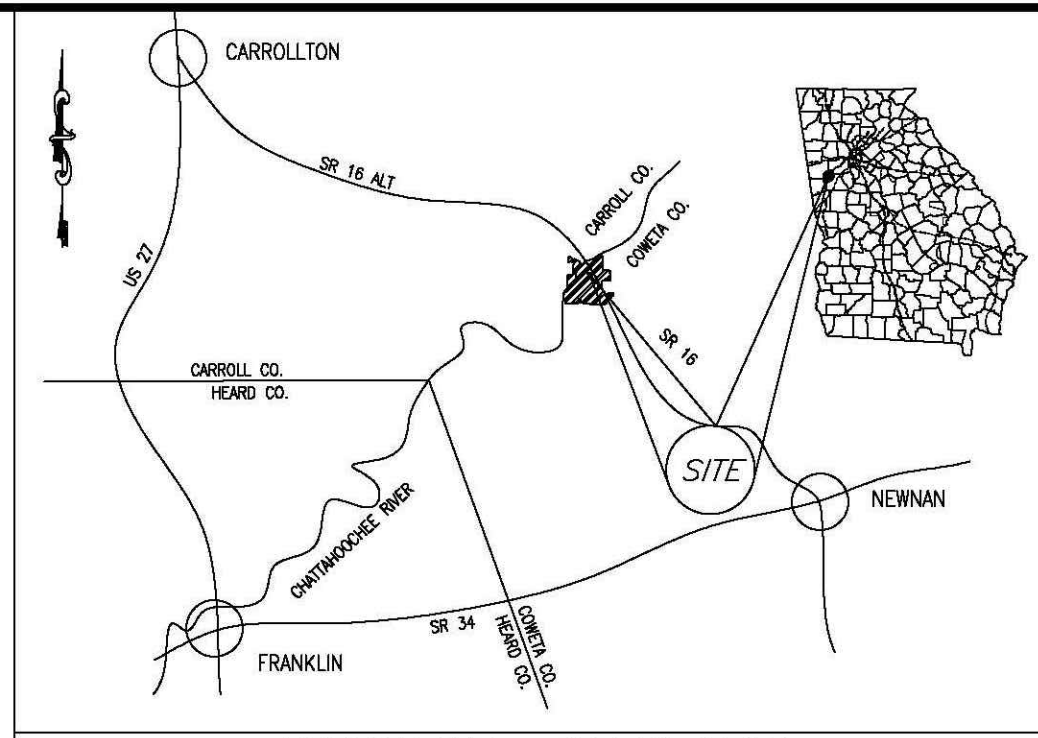 CARROLLTON
SR 16 ALT
CARROLL CO.
COWETA CO.
US 27
SR 16
CARROLL CO.
HEARD CO.
SITE
NEWNAN
CHATTAHOOCHEE RIVER
SR 34
COWETA CO.
HEARD CO.
FRANKLIN